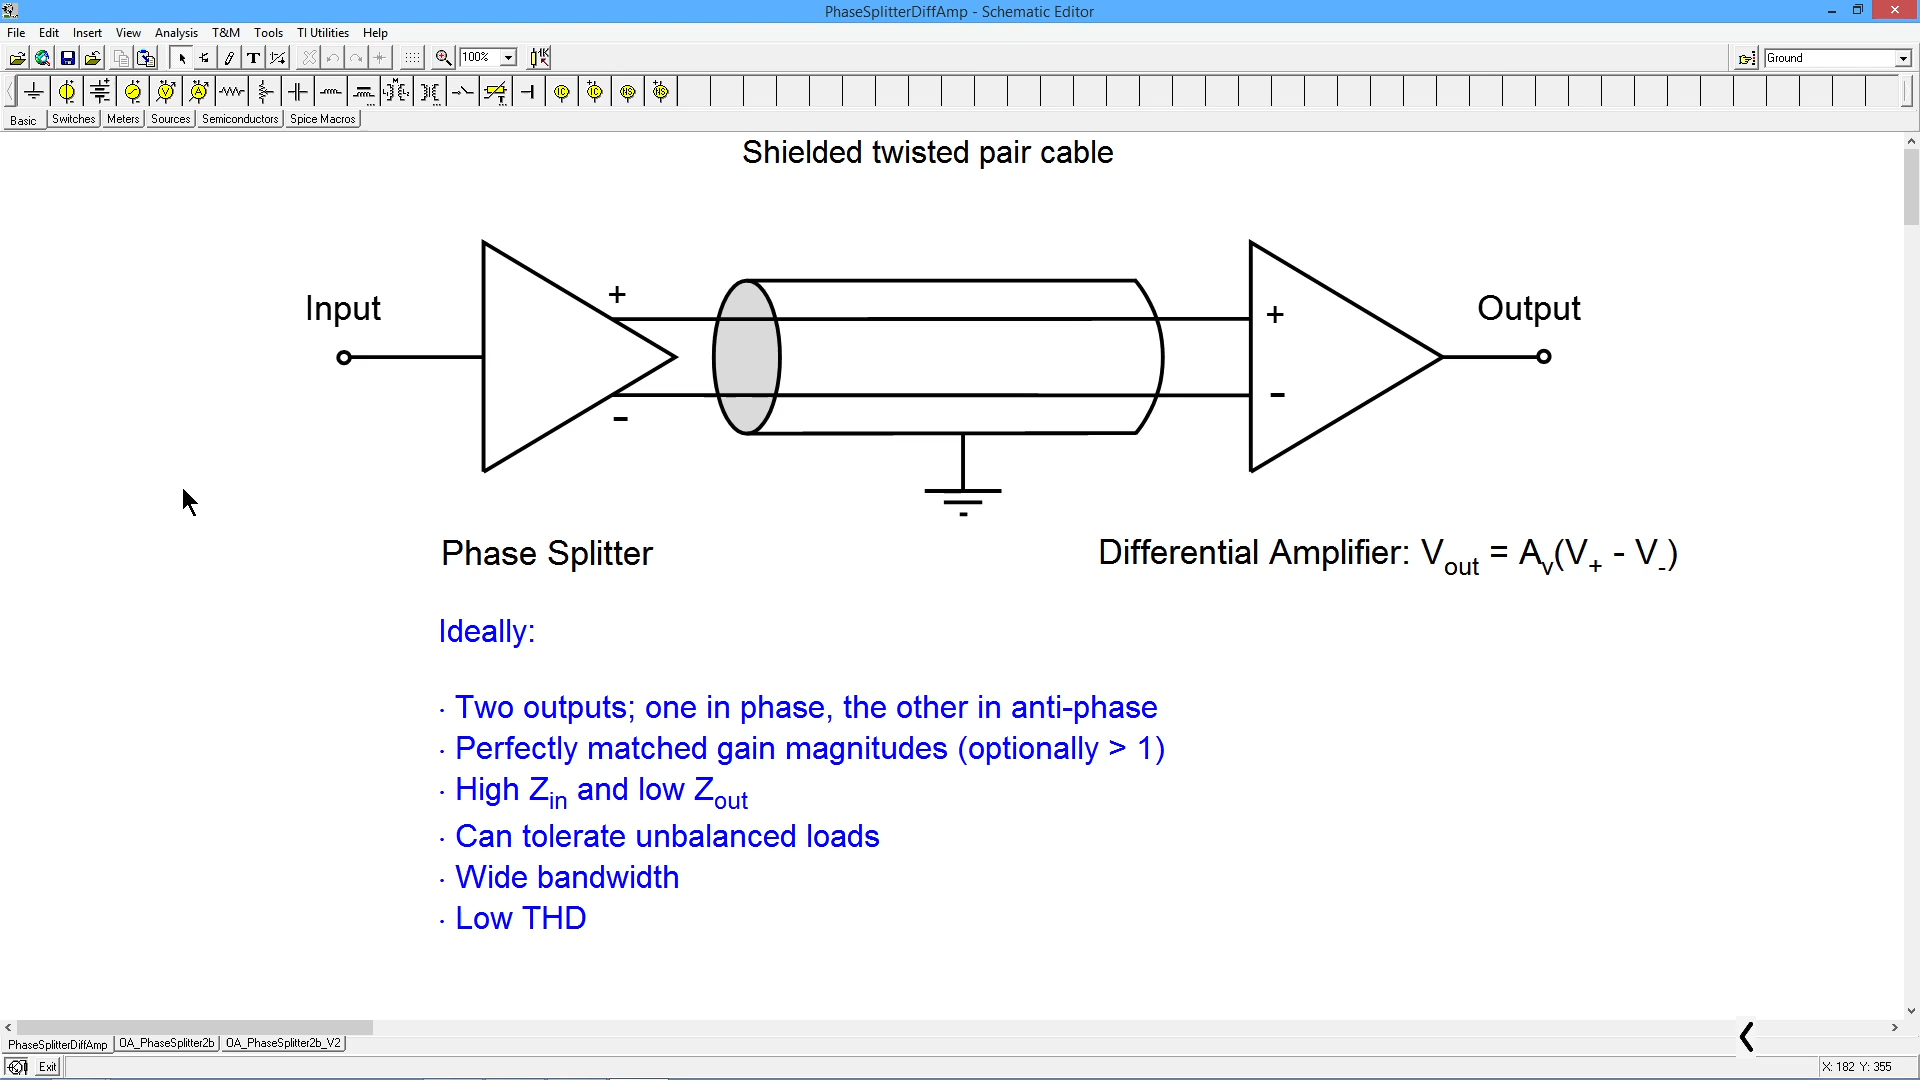 PhaseSplitterDiffAmp - Schematic Editor
File Edit Insert View Analysis T&M Tools TI Utilities Help
100% 1K Ground
Basic Switches Meters Sources Semiconductors Spice Macros
Shielded twisted pair cable
Input
+
-
+
-
Output
Phase Splitter
Differential Amplifier: Vout = Av(V+ - V-)
Ideally:
· Two outputs; one in phase, the other in anti-phase
· Perfectly matched gain magnitudes (optionally > 1)
· High Zin and low Zout
· Can tolerate unbalanced loads
· Wide bandwidth
· Low THD
PhaseSplitterDiffAmp OA_PhaseSplitter2b OA_PhaseSplitter2b_V2
Exit
X: 182 Y: 355